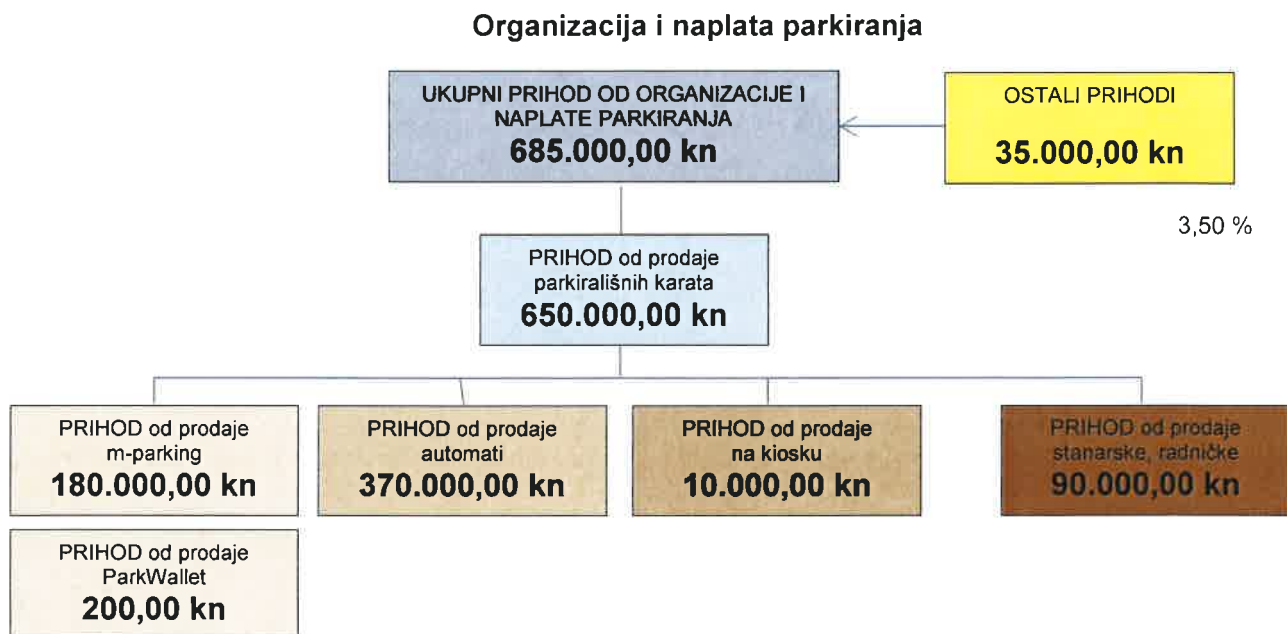 Organizacija i naplata parkiranja
UKUPNI PRIHOD OD ORGANIZACIJE I
NAPLATE PARKIRANJA
685.000,00 kn
OSTALI PRIHODI
35.000,00 kn
3,50 %
PRIHOD od prodaje
parkirališnih karata
650.000,00 kn
PRIHOD od prodaje
m-parking
180.000,00 kn
PRIHOD od prodaje
automati
370.000,00 kn
PRIHOD od prodaje
na kiosku
10.000,00 kn
PRIHOD od prodaje
stanarske, radničke
90.000,00 kn
PRIHOD od prodaje
ParkWallet
200,00 kn